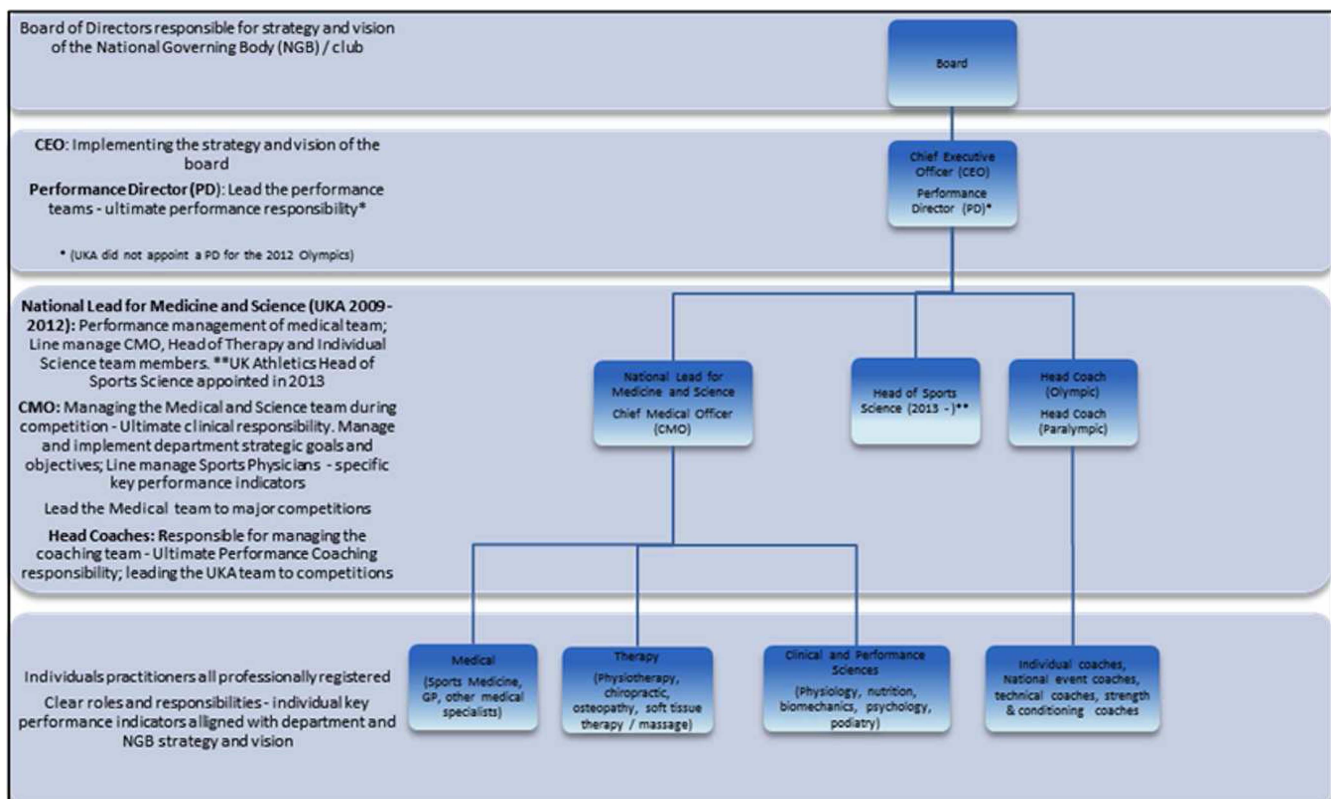 Board of Directors responsible for strategy and vision
of the National Governing Body (NGB) / club
Board
CEO: Implementing the strategy and vision of the
board
Performance Director (PD): Lead the performance
teams - ultimate performance responsibility*
* (UKA did not appoint a PD for the 2012 Olympics)
Chief Executive
Officer (CEO)
Performance
Director (PD)*
National Lead for Medicine and Science (UKA 2009-
2012): Performance management of medical team;
Line manage CMO, Head of Therapy and Individual
Science team members. **UK Athletics Head of
Sports Science appointed in 2013
CMO: Managing the Medical and Science team during
competition - Ultimate clinical responsibility. Manage
and implement department strategic goals and
objectives; Line manage Sports Physicians - specific
key performance indicators
Lead the Medical team to major competitions
Head Coaches: Responsible for managing the
coaching team - Ultimate Performance Coaching
responsibility; leading the UKA team to competitions
National Lead for
Medicine and Science
Chief Medical Officer
(CMO)
Head of Sports
Science (2013 -)**
Head Coach
(Olympic)
Head Coach
(Paralympic)
Individuals practitioners all professionally registered
Clear roles and responsibilities - individual key
performance indicators alligned with department and
NGB strategy and vision
Medical
(Sports Medicine,
GP, other medical
specialists)
Therapy
(Physiotherapy,
chiropractic,
osteopathy, soft tissue
therapy / massage)
Clinical and Performance
Sciences
(Physiology, nutrition,
biomechanics, psychology,
podiatry)
Individual coaches,
National event coaches,
technical coaches, strength
& conditioning coaches